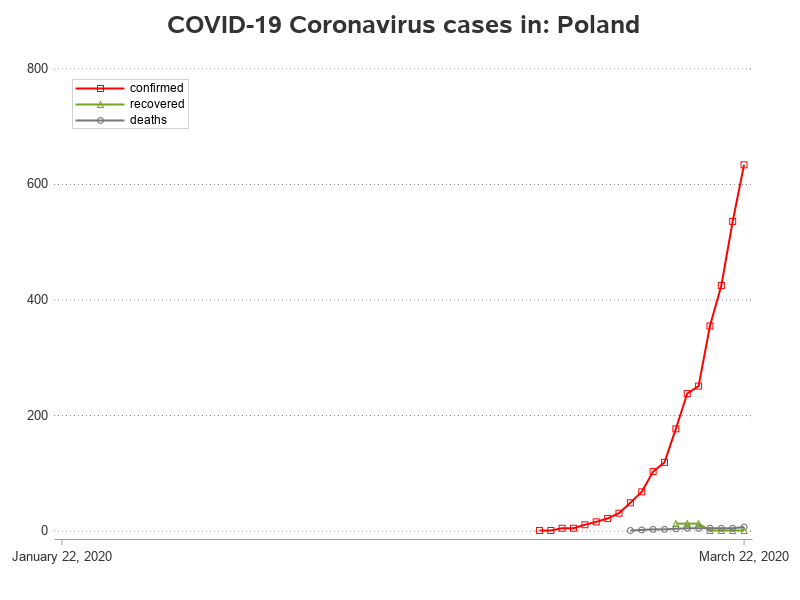 COVID-19 Coronavirus cases in: Poland
800
confirmed
recovered
deaths
600
400
200
0
January 22, 2020
March 22, 2020